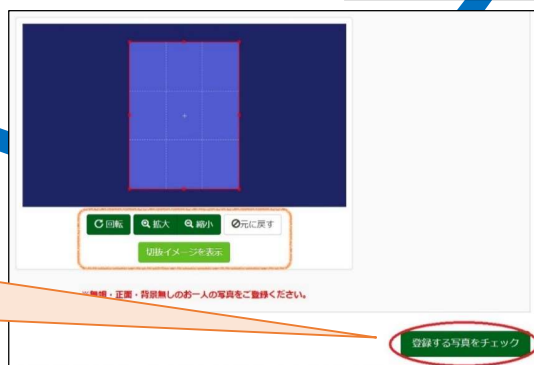 回転 拡大 縮小 元に戻す
切抜イメージを表示
※無帽・正面・背景無しのお一人の写真をご登録ください。
登録する写真をチェック